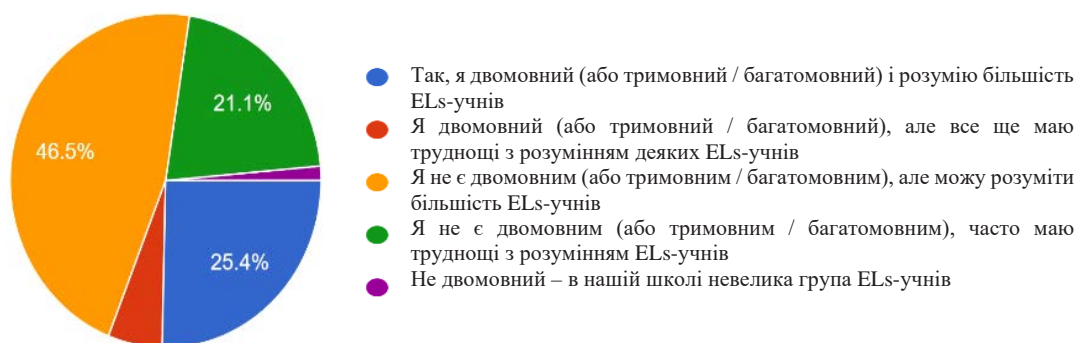 21.1%
46.5%
25.4%
Так, я двомовний (або тримовний / багатомовний) і розумію більшість
ELs-учнів
Я двомовний (або тримовний / багатомовний), але все ще маю
труднощі з розумінням деяких ELs-учнів
Я не є двомовним (або тримовним / багатомовним), але можу розуміти
більшість ELs-учнів
Я не є двомовним (або тримовним / багатомовним), часто маю
труднощі з розумінням ELs-учнів
Не двомовний – в нашій школі невелика група ELs-учнів